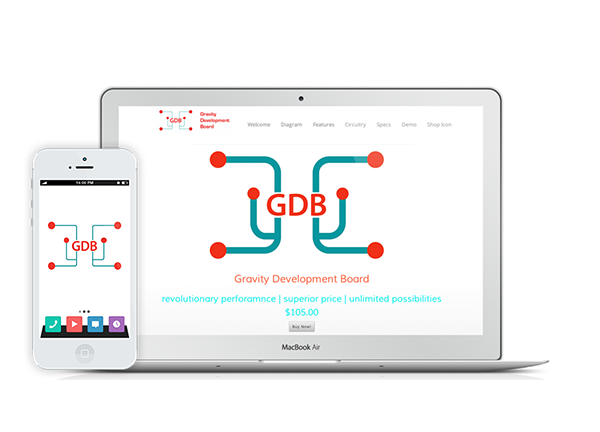 GDB
Gravity
Development
Board
Welcome Diagram Features Circuitry Specs Demo Shop Icon
GDB
Gravity Development Board
revolutionary perforamnce | superior price | unlimited possibilities
$105.00
Buy Now!
MacBook Air
14:00 PM
GDB